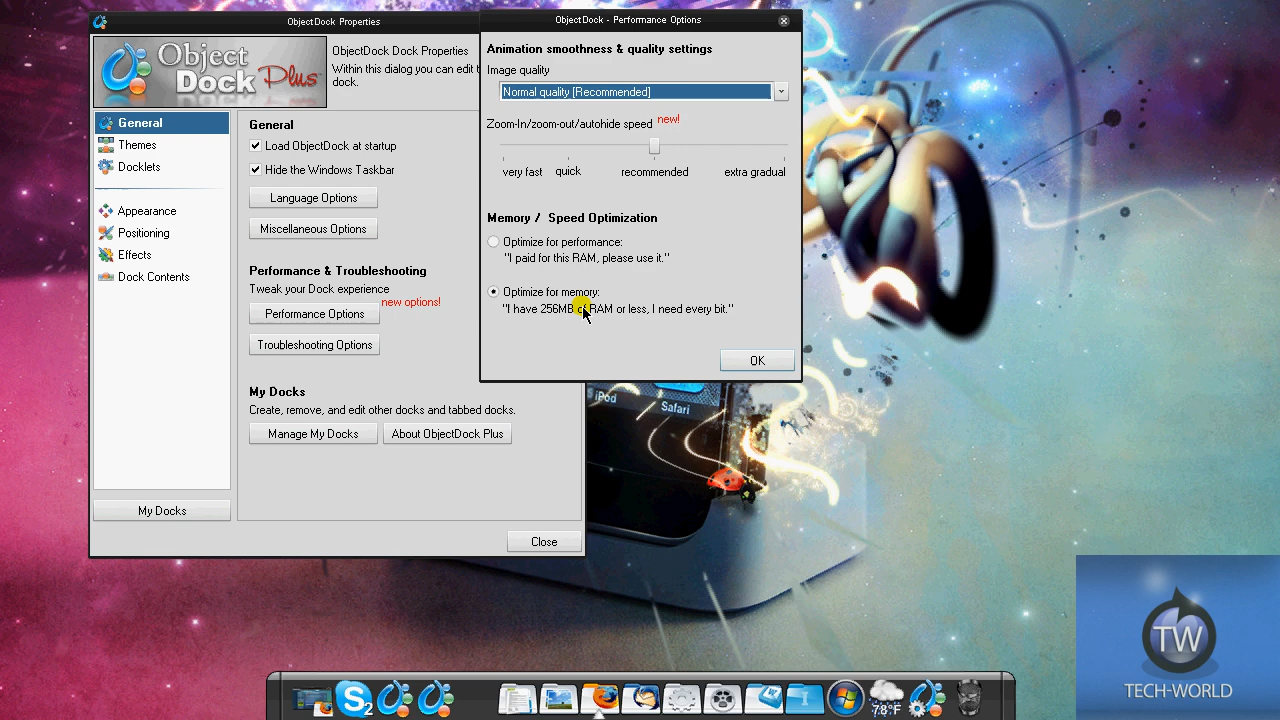 ObjectDock Properties
Object
Dock Plus
ObjectDock Dock Properties
Within this dialog you can edit
dock.
General
Themes
Docklets
Appearance
Positioning
Effects
Dock Contents
My Docks
General
Load ObjectDock at startup
Hide the Windows Taskbar
Language Options
Miscellaneous Options
Performance & Troubleshooting
Tweak your Dock experience
new options!
Performance Options
Troubleshooting Options
My Docks
Create, remove, and edit other docks and tabbed docks.
Manage My Docks
About ObjectDock Plus
Close
ObjectDock - Performance Options
Animation smoothness & quality settings
Image quality
Normal quality [Recommended]
Zoom-In/zoom-out/autohide speed new!
very fast quick recommended extra gradual
Memory / Speed Optimization
Optimize for performance:
"I paid for this RAM, please use it."
Optimize for memory:
"I have 256MB of RAM or less, I need every bit."
OK
iPod
Safari
TW
TECH-WORLD
S2
78°F